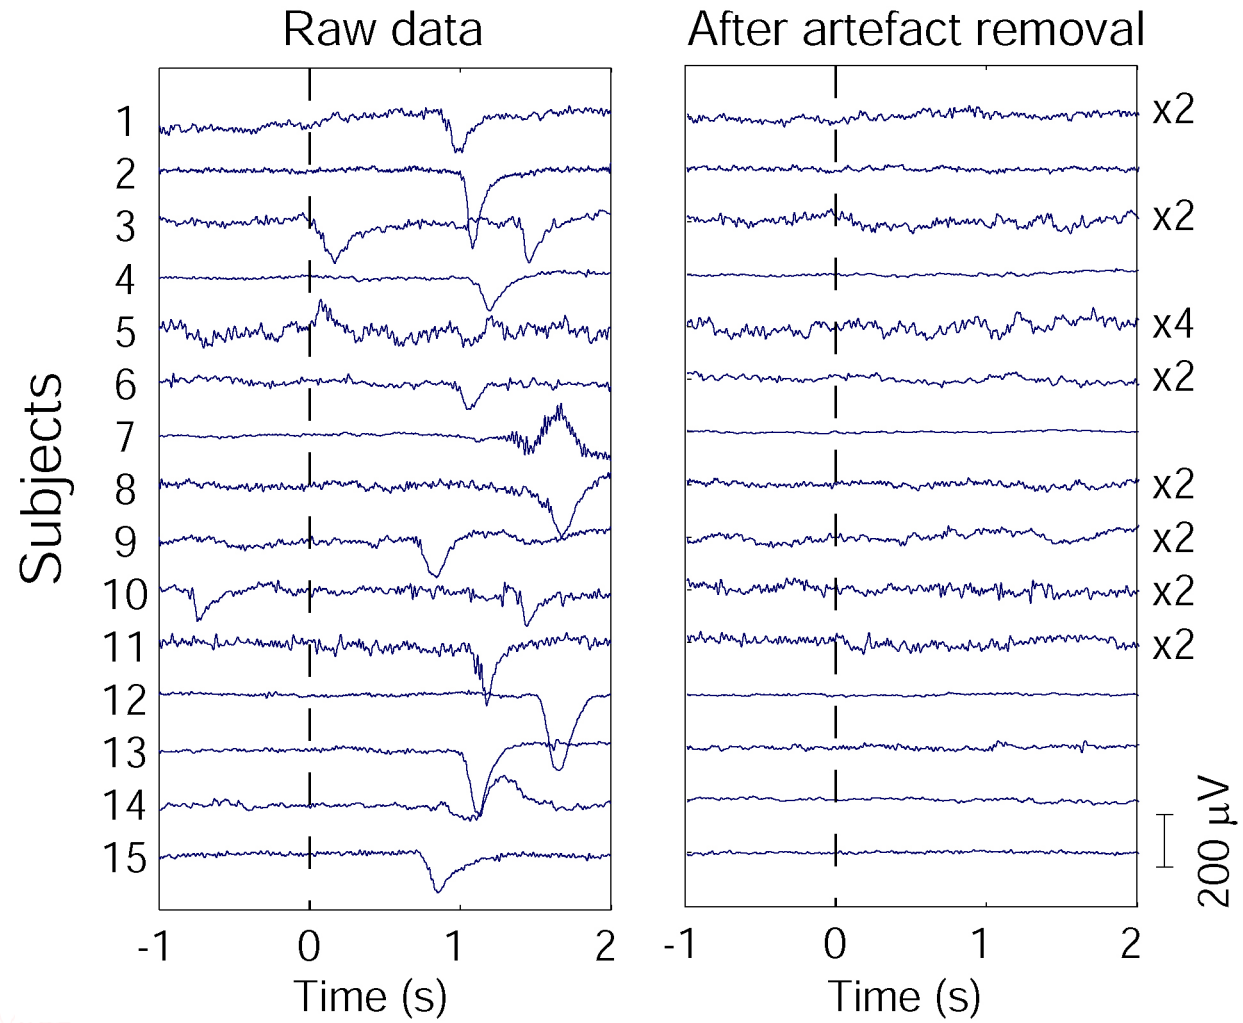 Raw data
After artefact removal
Subjects
1
2
3
4
5
6
7
8
9
10
11
12
13
14
15
x2
x2
x4
x2
x2
x2
x2
x2
200 µV
-1 0 1 2
-1 0 1 2
Time (s)
Time (s)